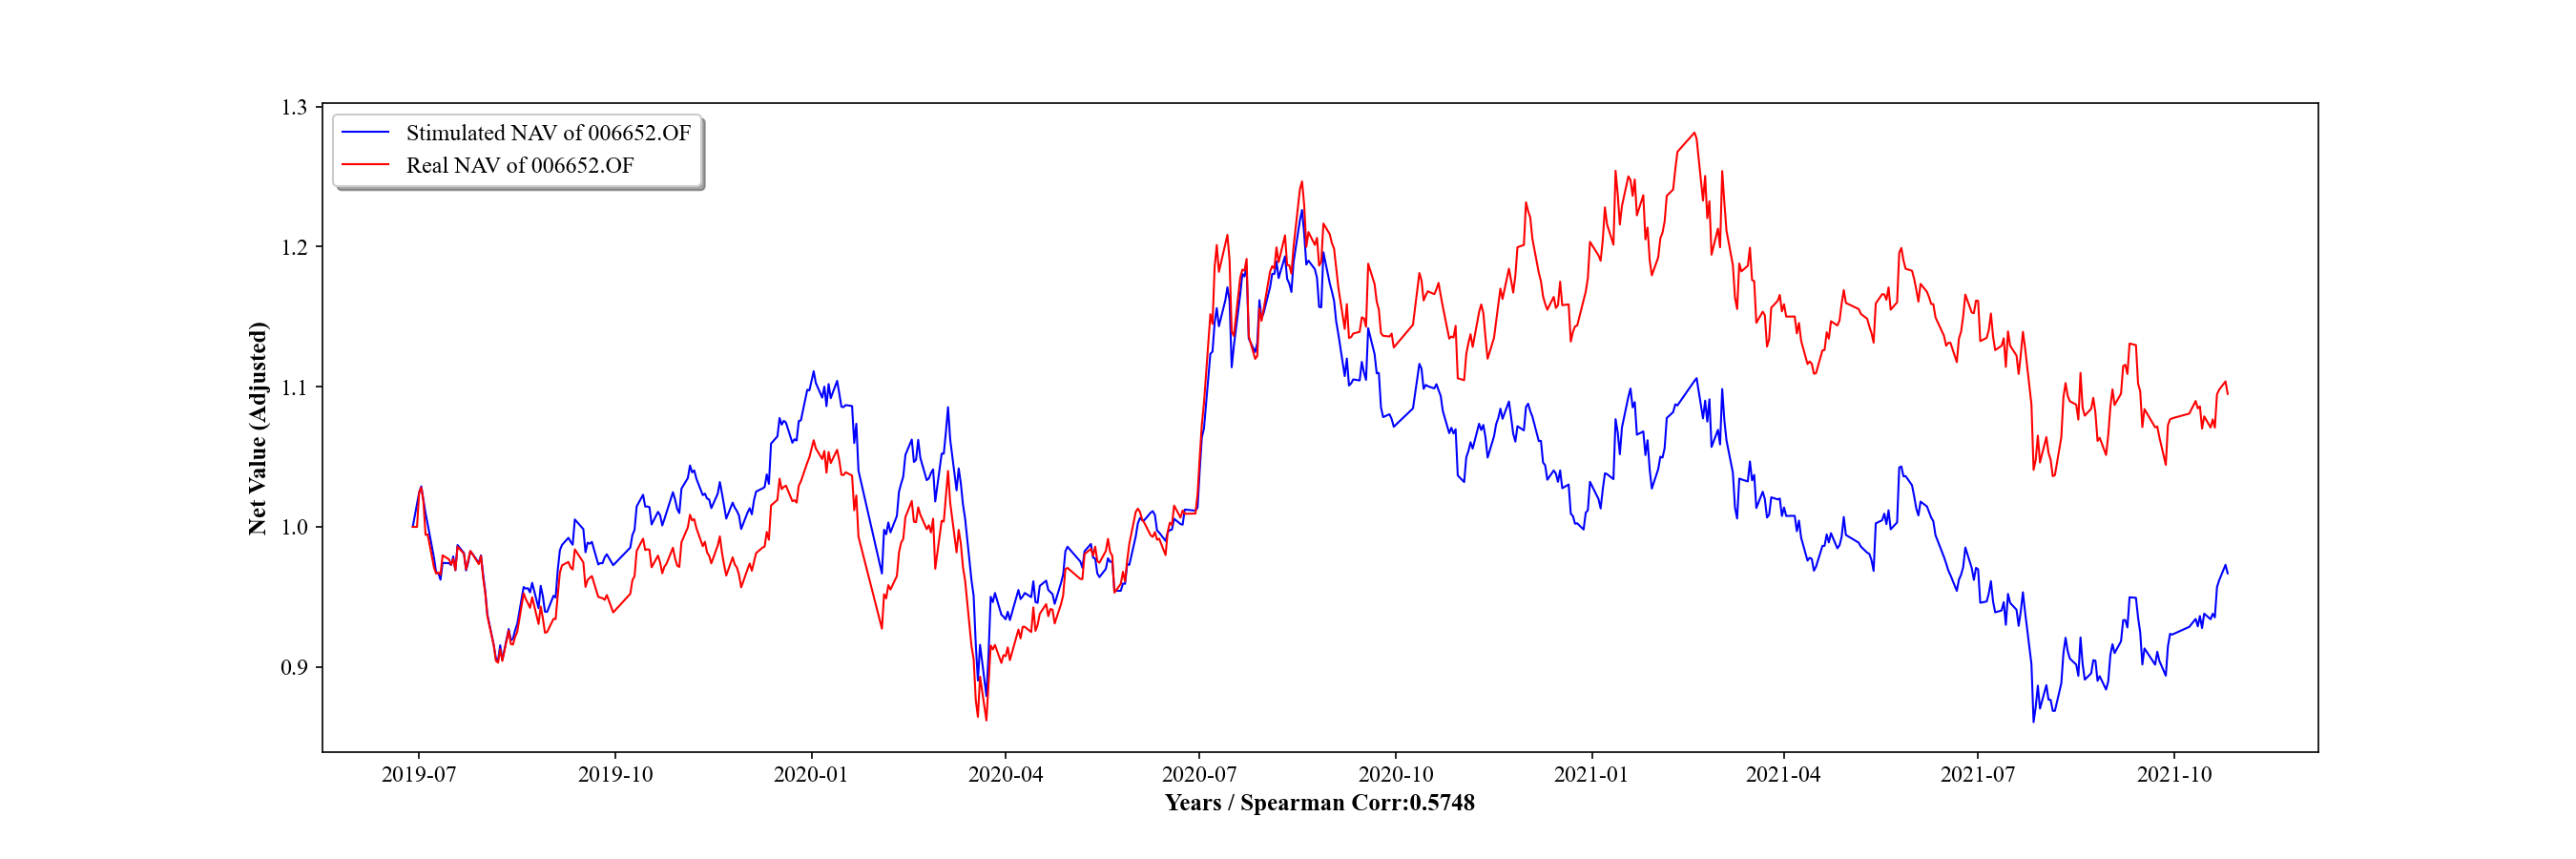 1.3
1.2
1.1
1.0
0.9
Net Value (Adjusted)
Stimulated NAV of 006652.OF
Real NAV of 006652.OF
2019-07 2019-10 2020-01 2020-04 2020-07 2020-10 2021-01 2021-04 2021-07 2021-10
Years / Spearman Corr:0.5748